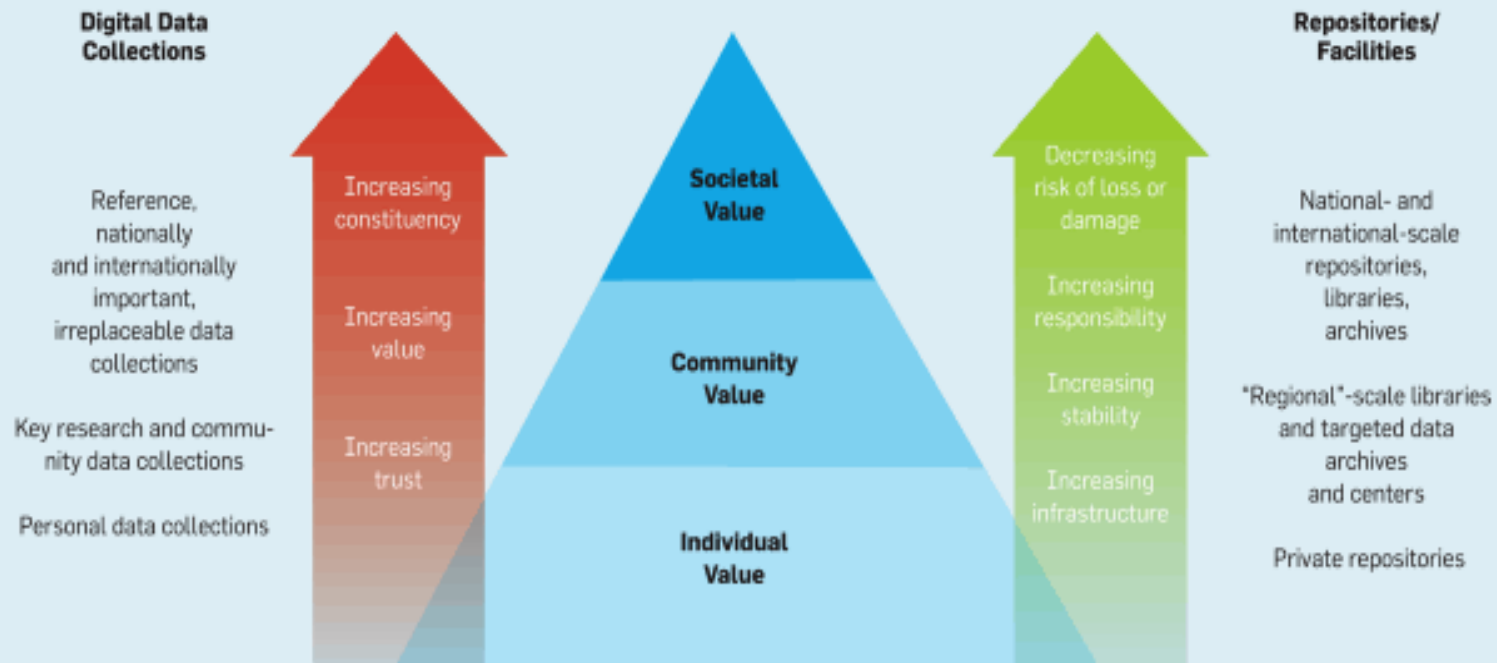 Digital Data
Collections
Reference,
nationally
and internationally
important,
irreplaceable data
collections
Key research and commu-
nity data collections
Personal data collections
Increasing
constituency
Increasing
value
Increasing
trust
Societal
Value
Community
Value
Individual
Value
Decreasing
risk of loss or
damage
Increasing
responsibility
Increasing
stability
Increasing
infrastructure
Repositories/
Facilities
National- and
international-scale
repositories,
libraries,
archives
"Regional"-scale libraries
and targeted data
archives
and centers
Private repositories